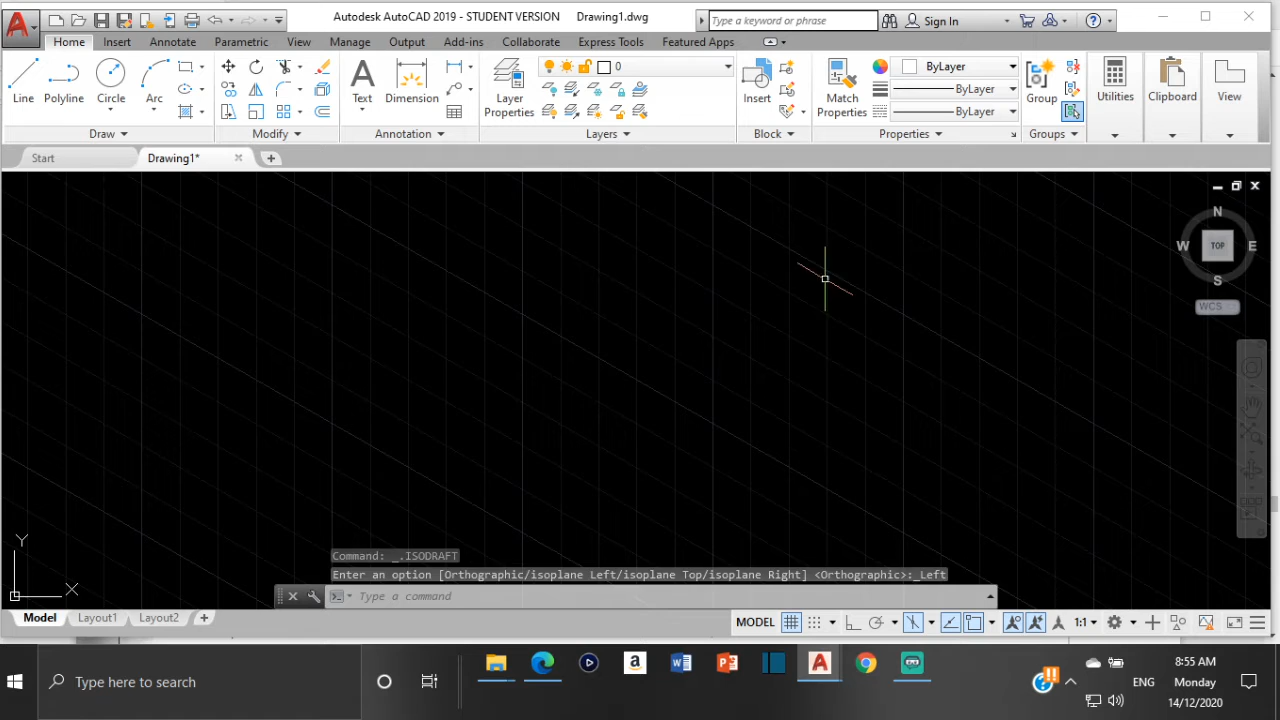 Autodesk AutoCAD 2019 - STUDENT VERSION Drawing1.dwg
Type a keyword or phrase
Sign In
Home Insert Annotate Parametric View Manage Output Add-ins Collaborate Express Tools Featured Apps
0
ByLayer
ByLayer
ByLayer
Line Polyline Circle Arc
Text Dimension
Layer Properties
Insert
Match Properties
Group
Utilities
Clipboard
View
Draw
Modify
Annotation
Layers
Block
Properties
Groups
Start
Drawing1*
N
W TOP E
S
WCS
Y
X
Command: _.ISODRAFT
Enter an option [Orthographic/isoplane Left/isoplane Top/isoplane Right] <Orthographic>:_Left
Type a command
Model Layout1 Layout2
MODEL
1:1
Type here to search
ENG
8:55 AM
Monday
14/12/2020